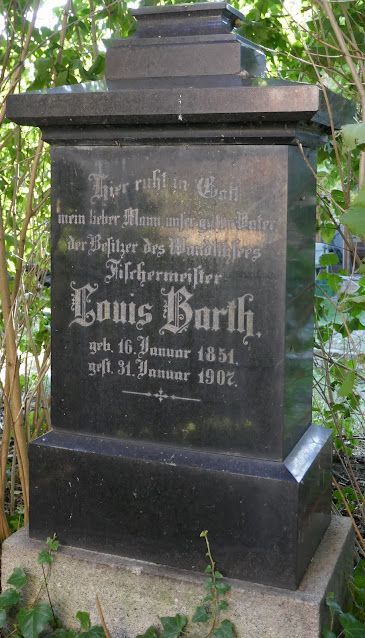 Hier ruht in Gott
mein lieber Mann unser guter Vater
der Besitzer des Wandlitzsees
Fischermeister
Louis Barth.
geb. 16. Januar 1851.
gest. 31. Januar 1907.